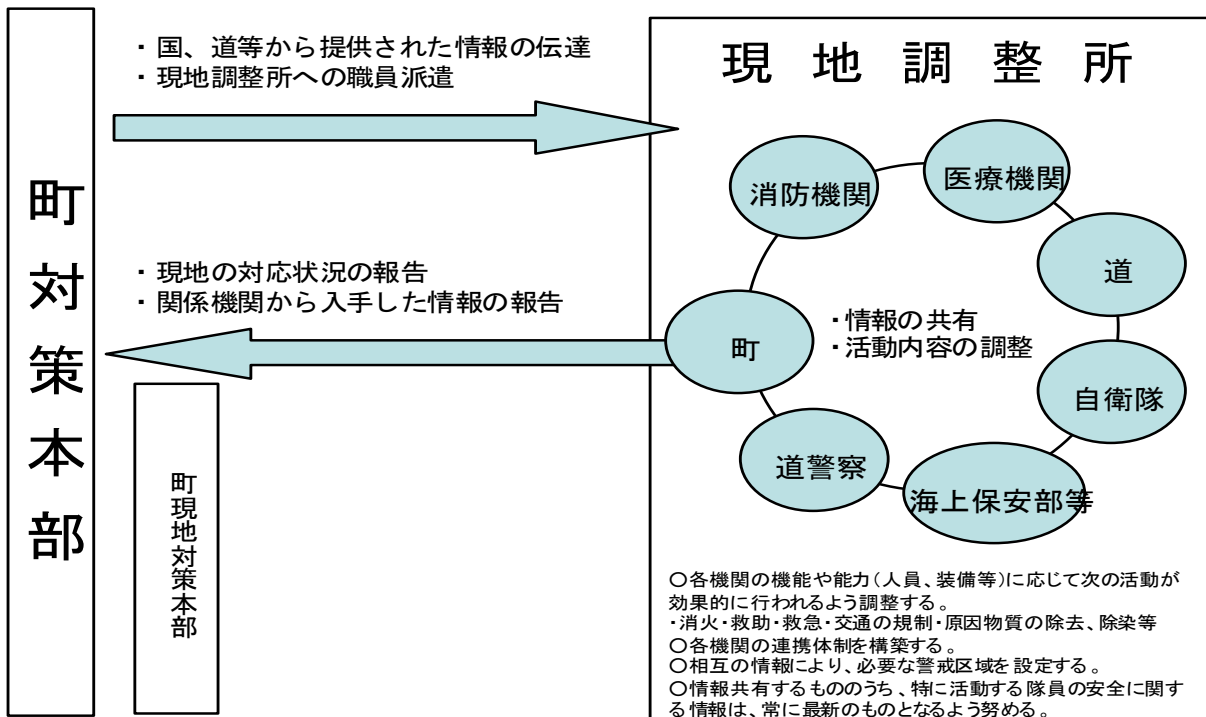 町対策本部
・国、道等から提供された情報の伝達
・現地調整所への職員派遣
・現地の対応状況の報告
・関係機関から入手した情報の報告
町現地対策本部
現地調整所
消防機関
医療機関
道
自衛隊
海上保安部等
道警察
町
・情報の共有
・活動内容の調整
〇各機関の機能や能力(人員、装備等)に応じて次の活動が
効果的に行われるよう調整する。
・消火・救助・救急・交通の規制・原因物質の除去、除染等
〇各機関の連携体制を構築する。
〇相互の情報により、必要な警戒区域を設定する。
〇情報共有するもののうち、特に活動する隊員の安全に関す
る情報は、常に最新のものとなるよう努める。